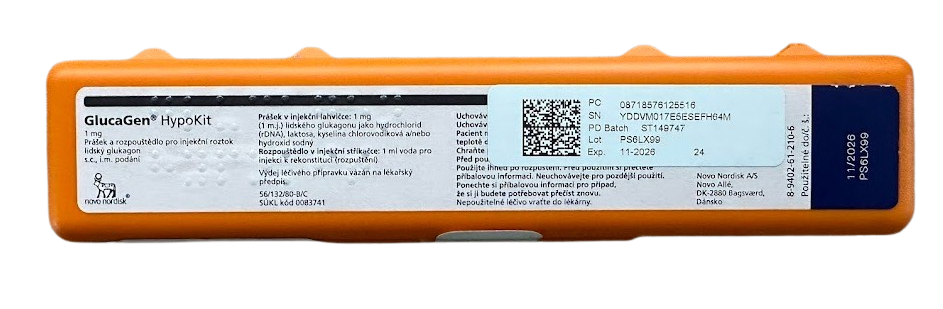 GlucaGen® HypoKit
1 mg
Prášek a rozpouštědlo pro injekční roztok
lidský glukagon
s.c., i.m. podání
novo nordisk®
Prášek v injekční lahvičce: 1 mg
(1 m.j.) lidského glukagonu jako hydrochlorid
(rDNA), laktosa, kyselina chlorovodíková a/nebo
hydroxid sodný
Rozpouštědlo v injekční stříkačce: 1 ml voda pro
injekci k rekonstituci (rozpuštění)
Výdej léčivého přípravku vázán na lékařský
předpis.
56/132/80-B/C
SÚKL kód 0083741
Uchováv
Uchováv
Pacient m
teplotě d
Chraňte
Před pou
Použijte ihned po rozpuštění. Před použitím si přečtěte
příbalovou informaci. Neuchovávejte pro pozdější použití.
Ponechte si příbalovou informaci pro případ,
že si ji budete potřebovat přečíst znovu.
Nepoužitelné léčivo vraťte do lékárny.
PC 08718576125516
SN YDDVM017E5ESEFH64M
PD Batch ST149747
Lot PS6LX99
Exp. 11-2026 24
Novo Nordisk A/S
Novo Allé,
DK-2880 Bagsværd,
Dánsko
8-9402-61-210-6
Použitelné do/č. š.:
11/2026
PS6LX99